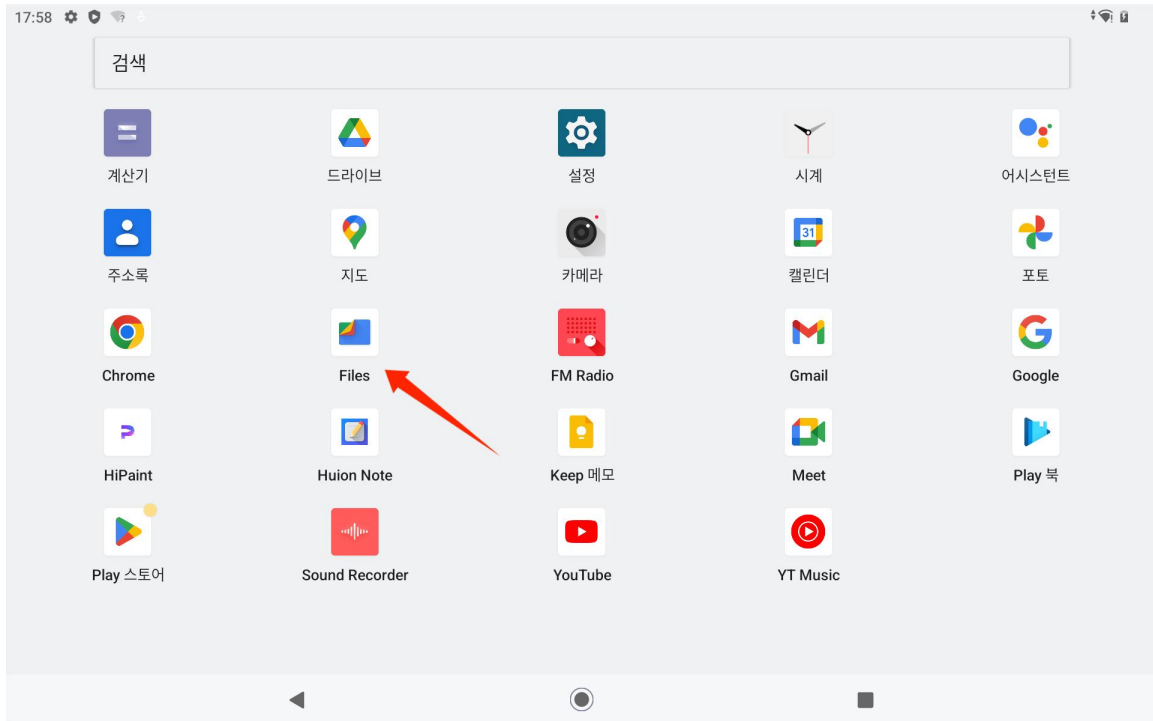 17:58
검색
계산기 드라이브 설정 시계 어시스턴트
31
주소록 지도 카메라 캘린더 포토
Chrome Files FM Radio Gmail Google
HiPaint Huion Note Keep 메모 Meet Play 북
Play 스토어 Sound Recorder YouTube YT Music